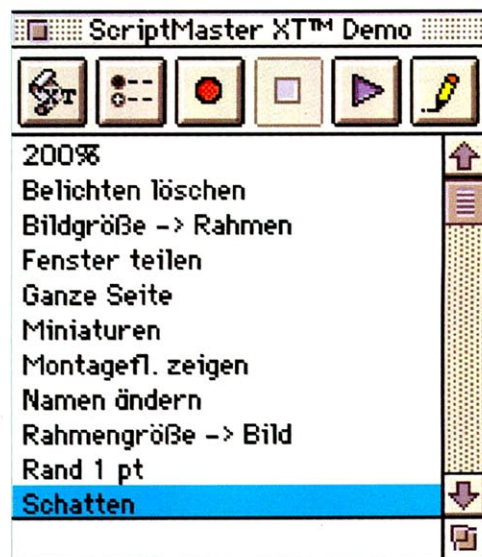 ScriptMaster XT™ Demo
XT
200%
Belichten löschen
Bildgröße -> Rahmen
Fenster teilen
Ganze Seite
Miniaturen
Montagefl. zeigen
Namen ändern
Rahmengröße -> Bild
Rand 1 pt
Schatten